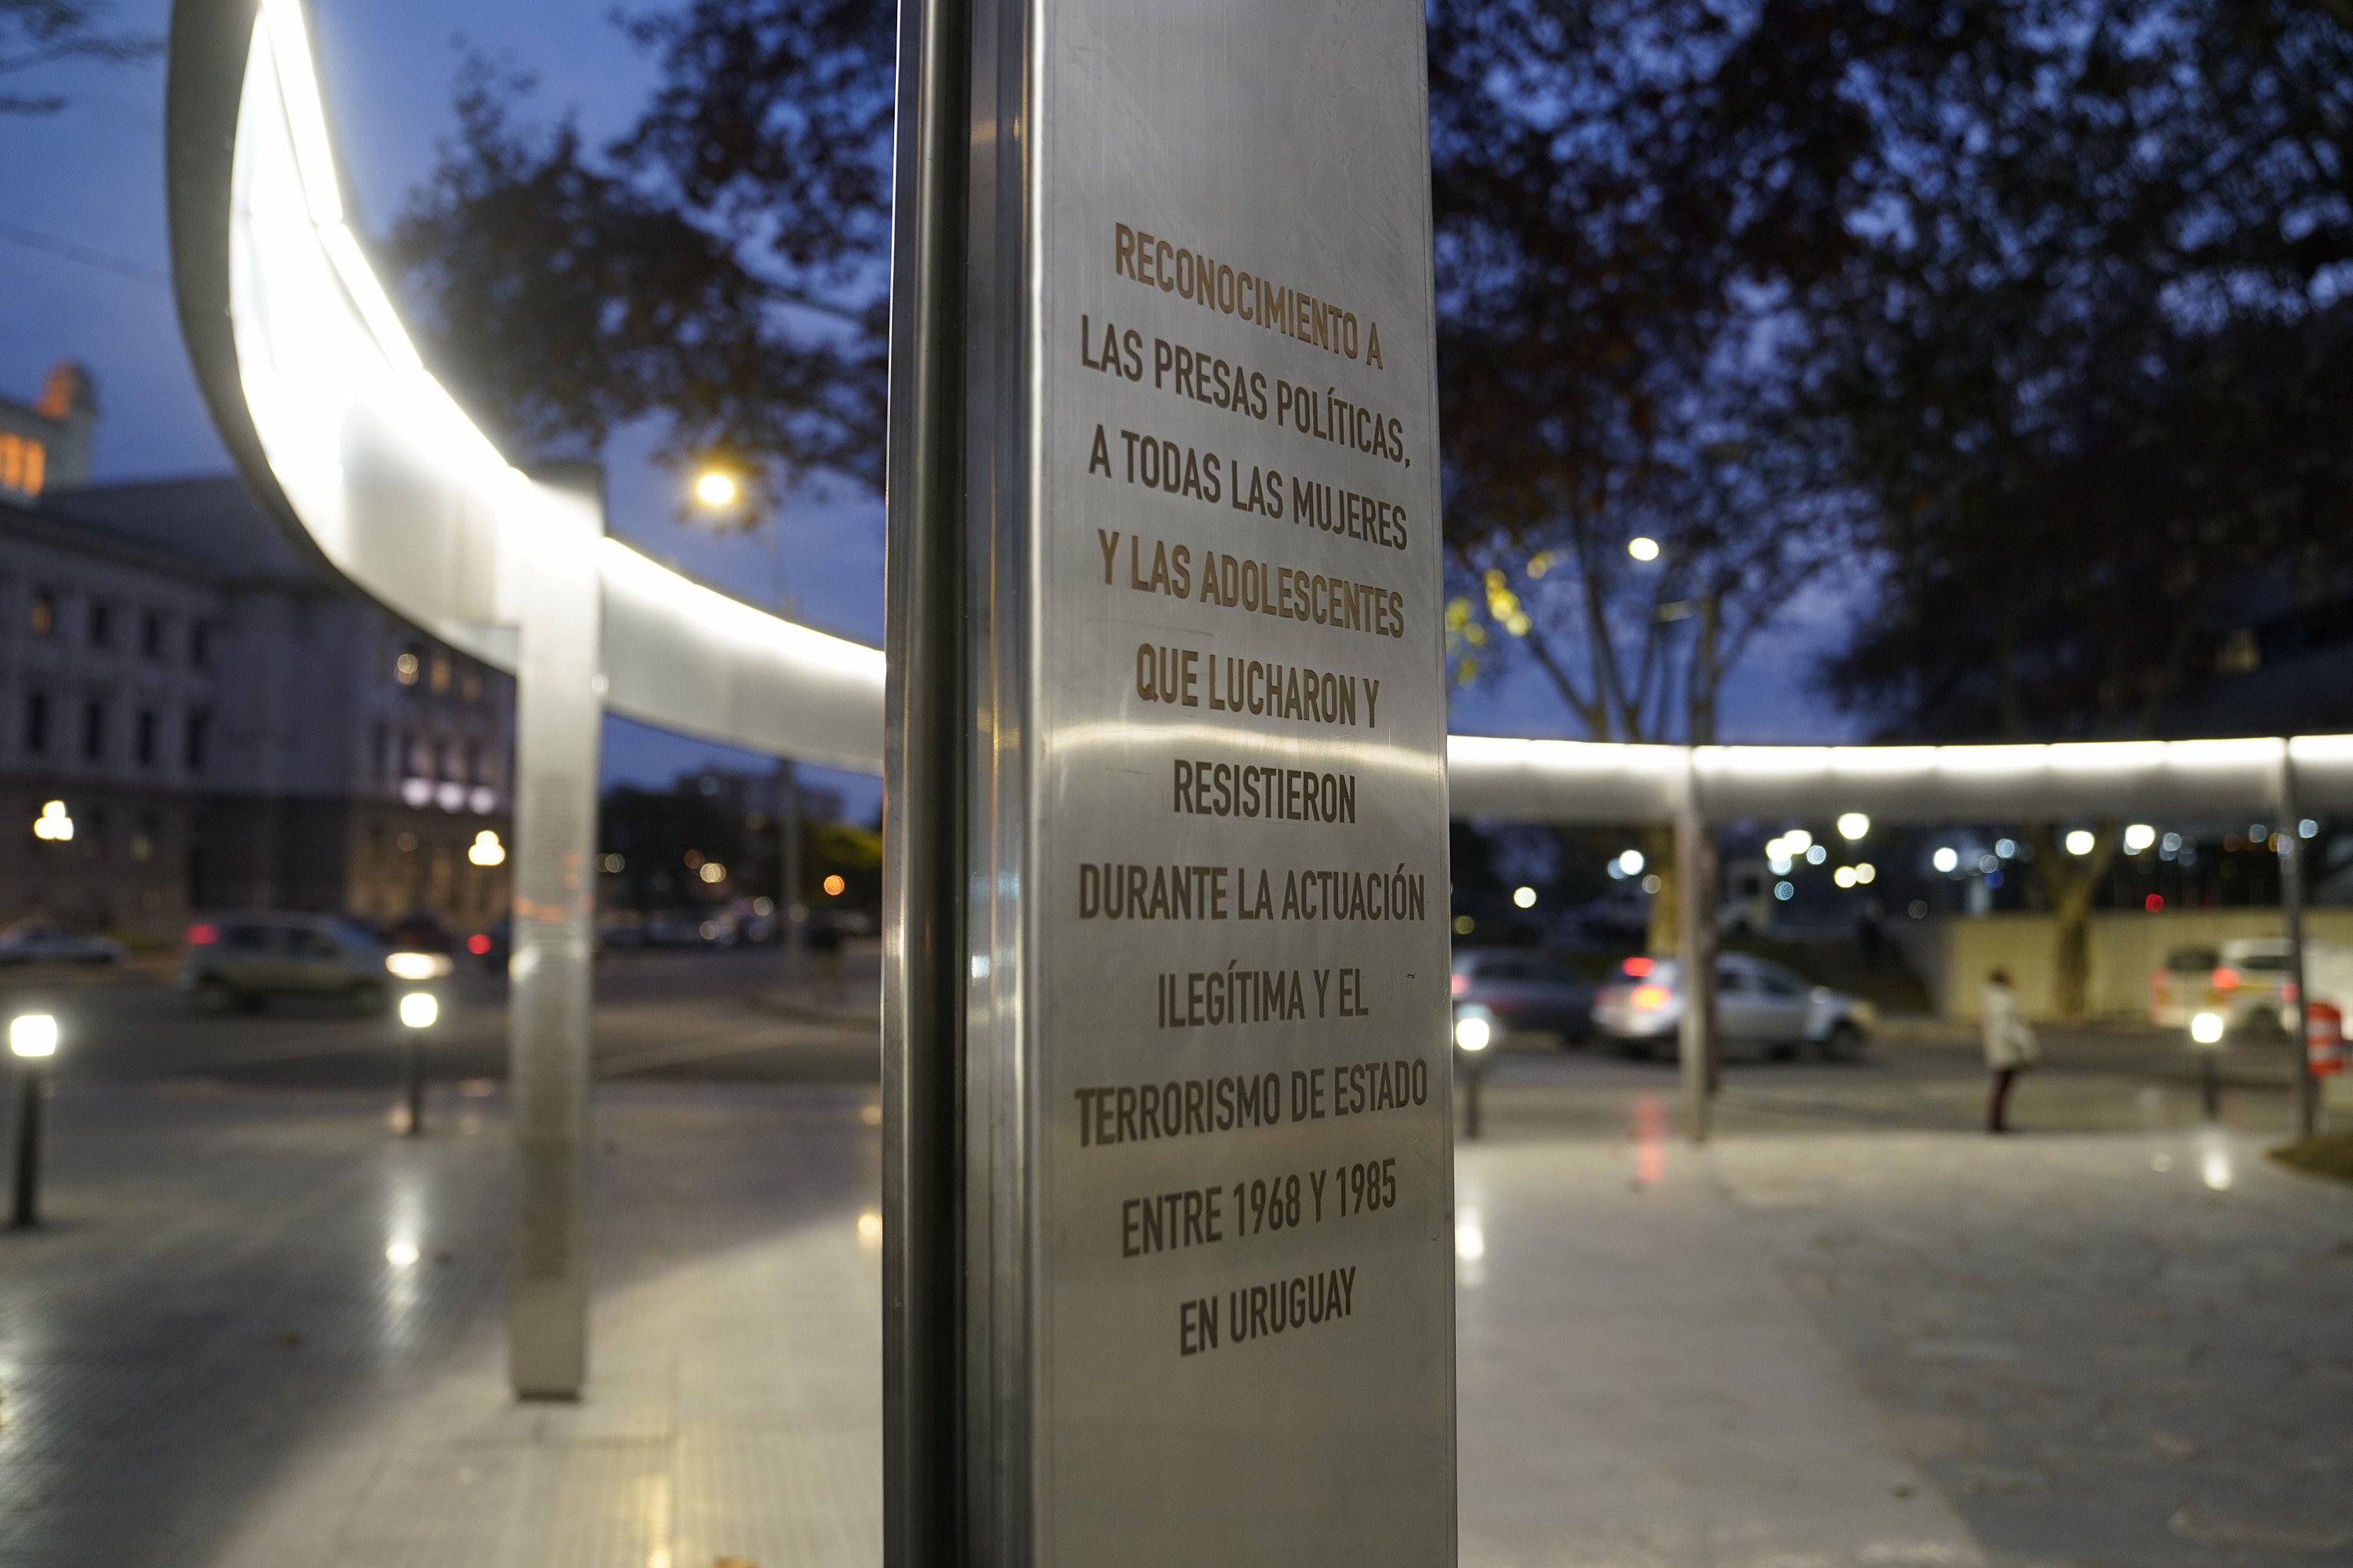 RECONOCIMIENTO A
LAS PRESAS POLÍTICAS,
A TODAS LAS MUJERES
Y LAS ADOLESCENTES
QUE LUCHARON Y
RESISTIERON
DURANTE LA ACTUACIÓN
ILEGÍTIMA Y EL
TERRORISMO DE ESTADO
ENTRE 1968 Y 1985
EN URUGUAY